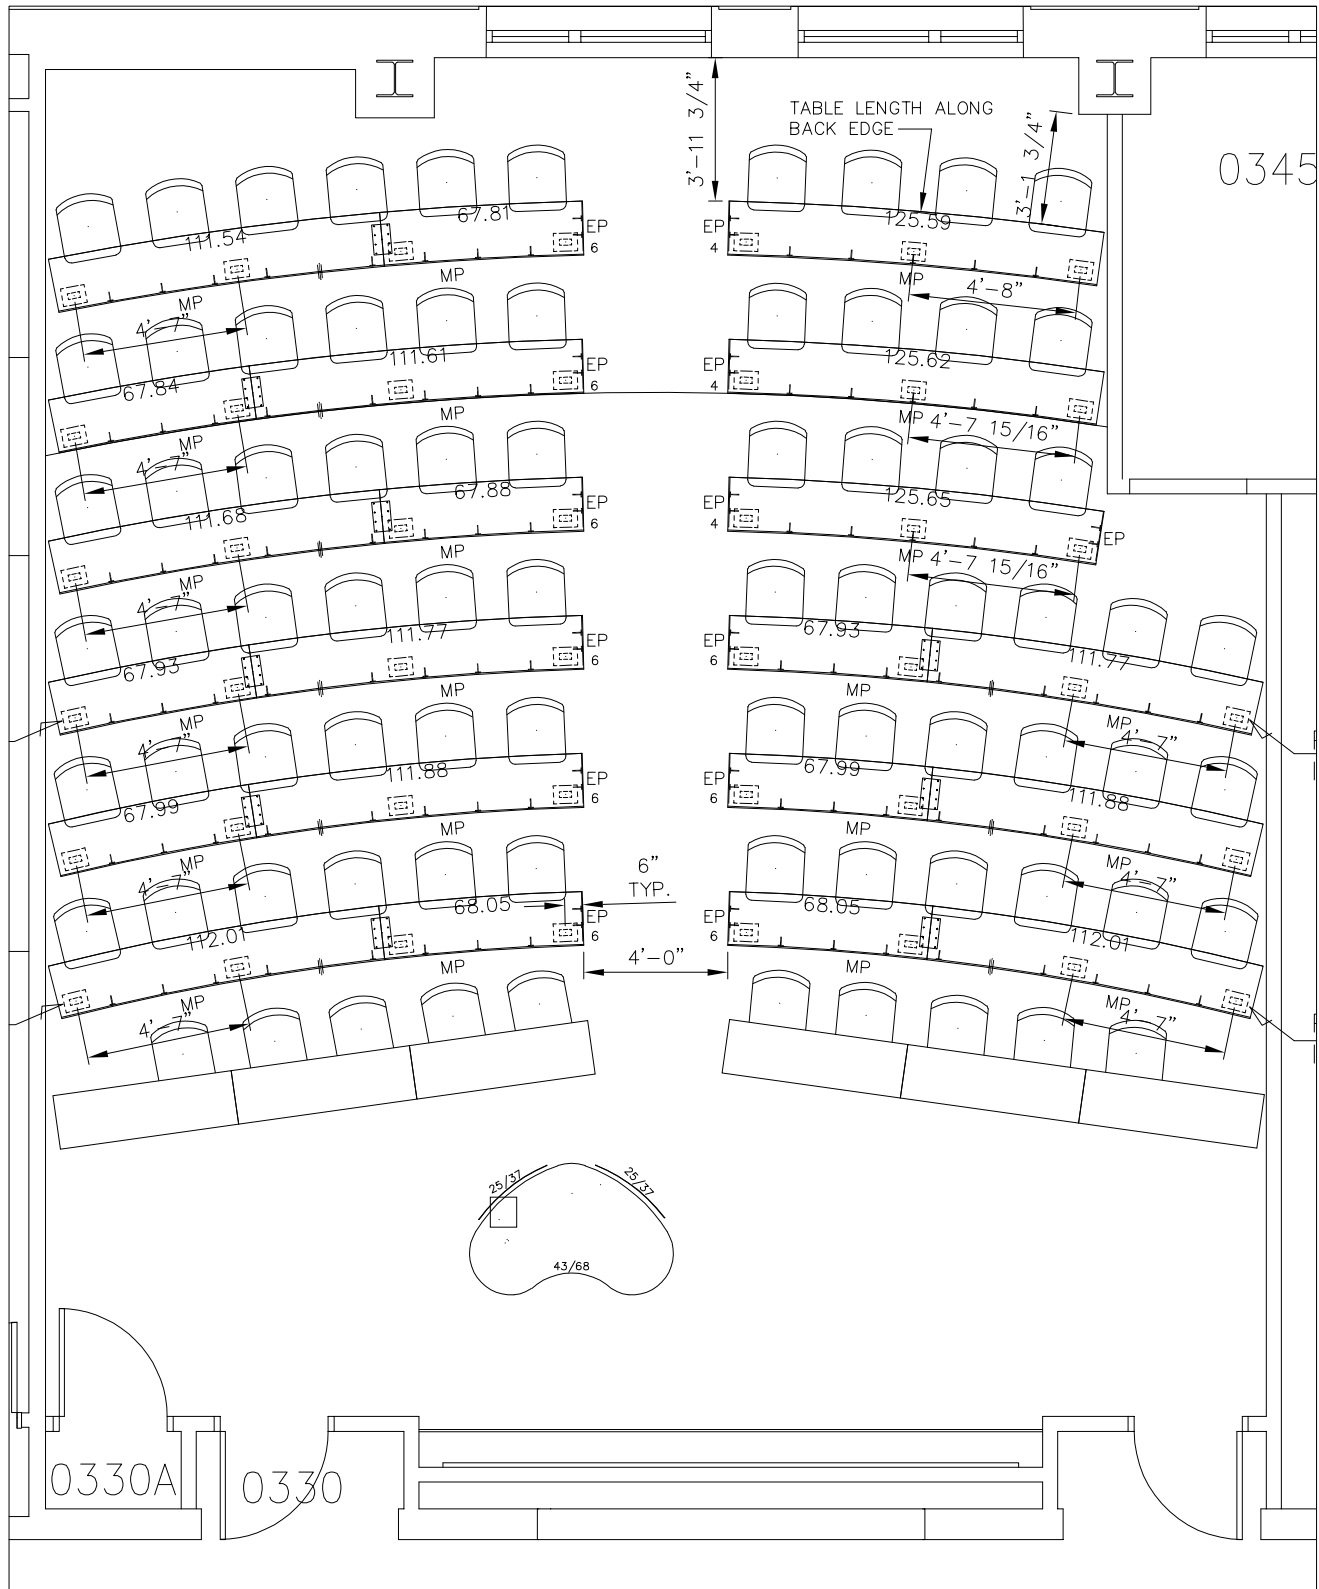 TABLE LENGTH ALONG
BACK EDGE
3'-11 3/4"
3'-1 3/4"
0345
111.54
67.81
EP
6
EP
4
125.59
MP
MP
MP
4'-7"
4'-8"
67.84
111.61
EP
6
EP
4
125.62
MP
MP
4'-7 15/16"
4'-7"
111.68
67.88
EP
6
EP
4
125.65
EP
MP
MP
MP
4'-7 15/16"
4'-7"
67.93
111.77
EP
6
EP
6
67.93
111.77
MP
MP
MP
MP
4'-7"
4'-7"
67.99
111.88
EP
6
EP
6
67.99
111.88
MP
MP
MP
MP
4'-7"
4'-7"
6"
TYP.
112.01
68.05
EP
6
EP
6
68.05
112.01
4'-0"
MP
MP
MP
MP
4'-7"
4'-7"
25/37
25/37
43/68
0330A
0330